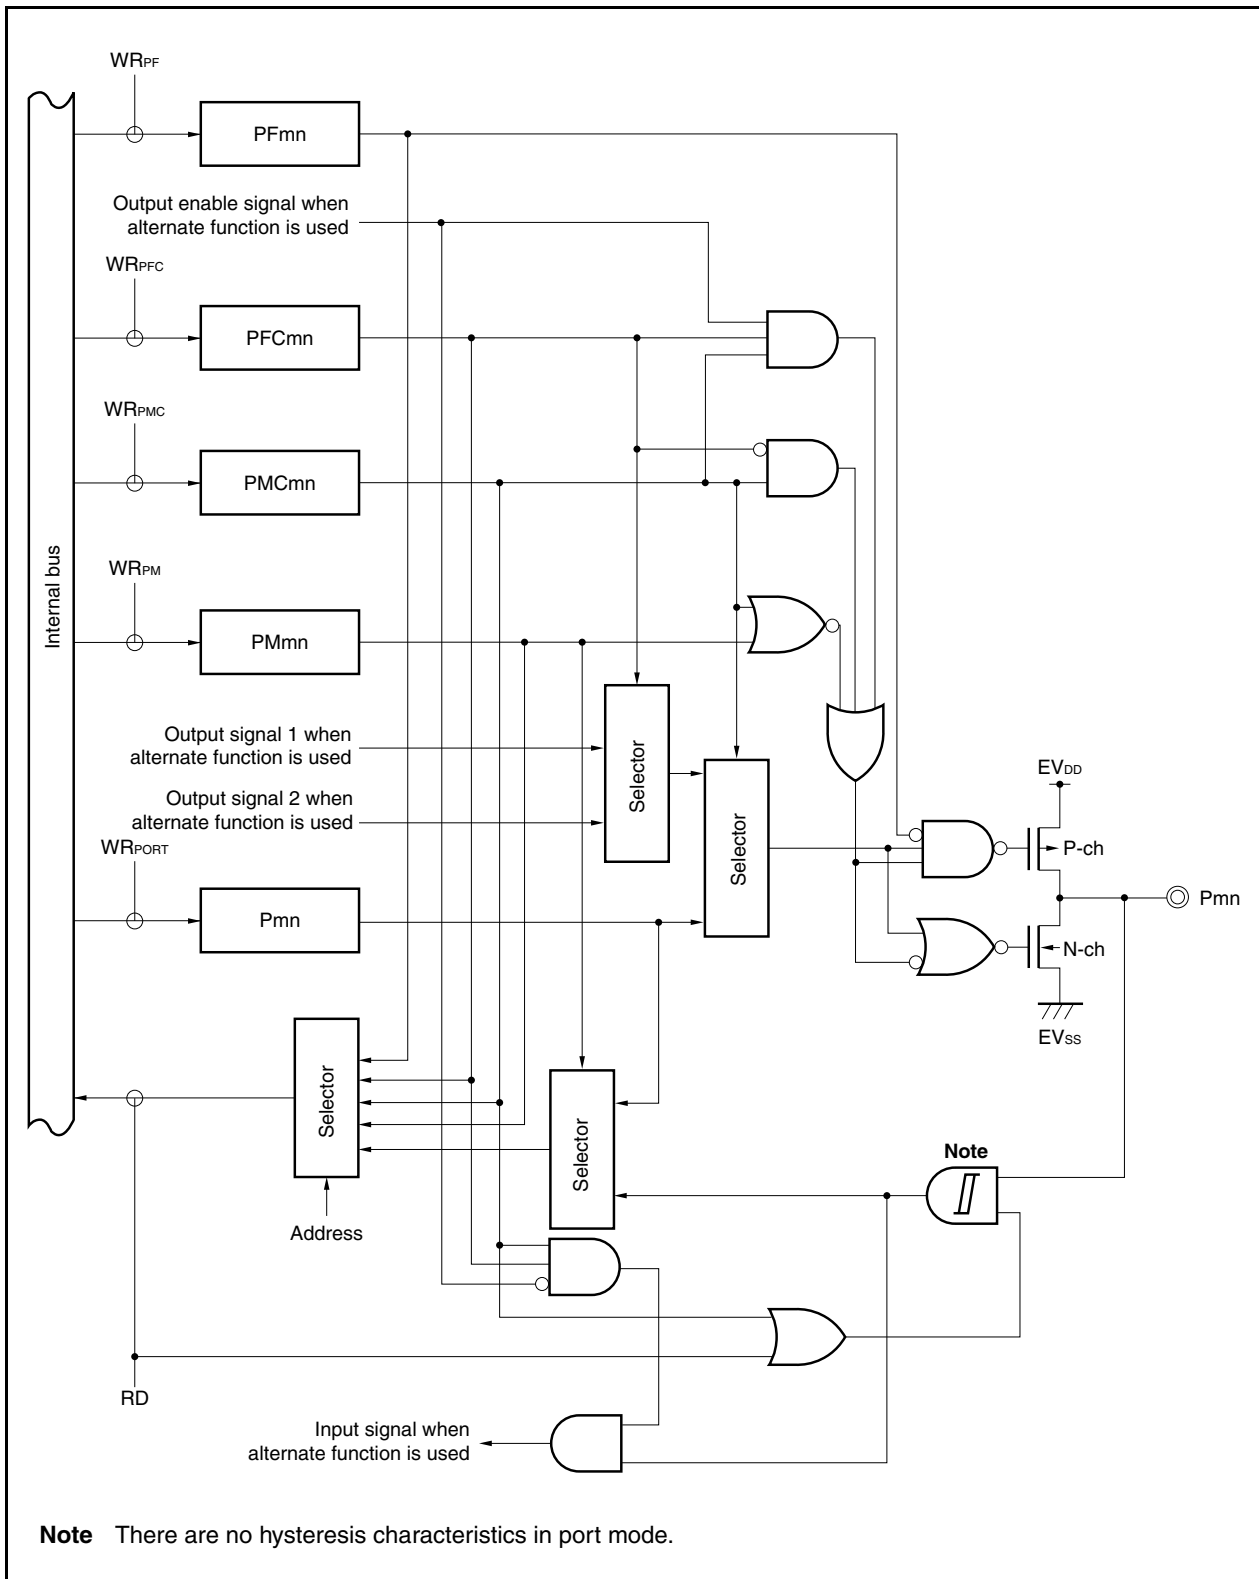 WRPF
PFmn
Output enable signal when
alternate function is used
WRPFC
PFCmn
WRPMC
PMCmn
Internal bus
WRPM
PMmn
Output signal 1 when
alternate function is used
Selector
Output signal 2 when
alternate function is used
Selector
EVDD
P-ch
WRPORT
Pmn
Pmn
N-ch
EVSS
Selector
Selector
Note
Address
RD
Input signal when
alternate function is used
Note There are no hysteresis characteristics in port mode.